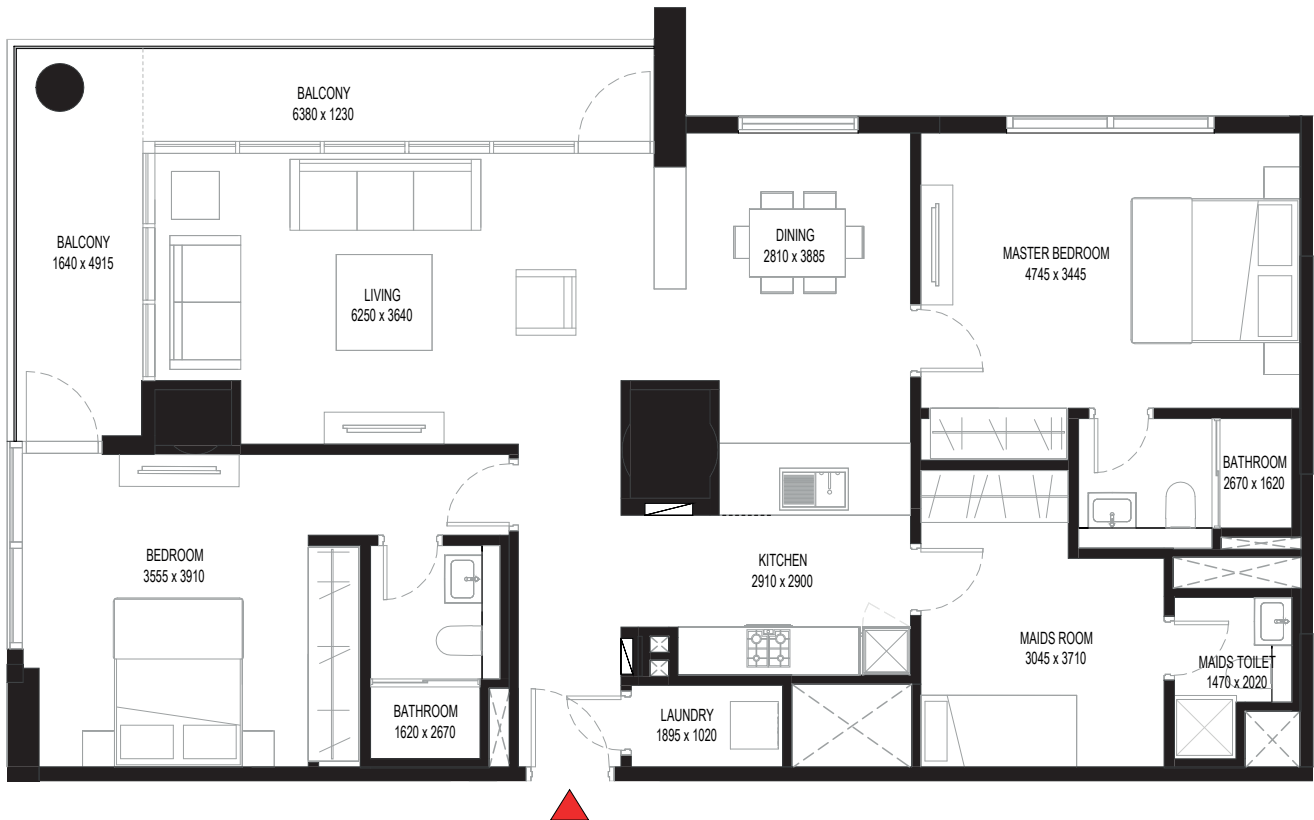 BALCONY
6380 x 1230
BALCONY
1640 x 4915
LIVING
6250 x 3640
DINING
2810 x 3885
MASTER BEDROOM
4745 x 3445
BATHROOM
2670 x 1620
BEDROOM
3555 x 3910
KITCHEN
2910 x 2900
MAIDS ROOM
3045 x 3710
MAIDS TOILET
1470 x 2020
BATHROOM
1620 x 2670
LAUNDRY
1895 x 1020